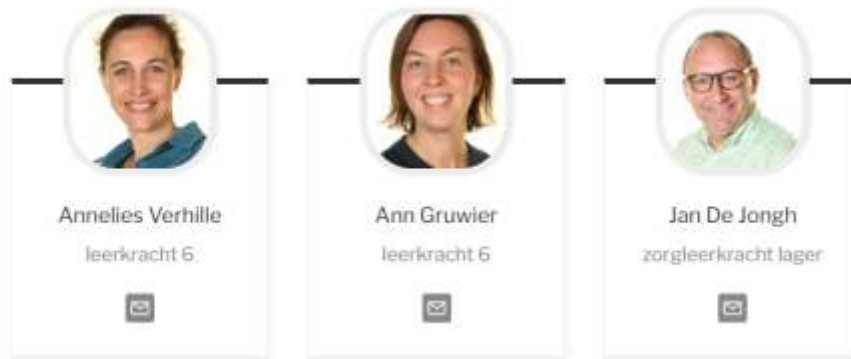 Annelies Verhille
leerkracht 6
Ann Gruwier
leerkracht 6
Jan De Jongh
zorgleerkracht lager